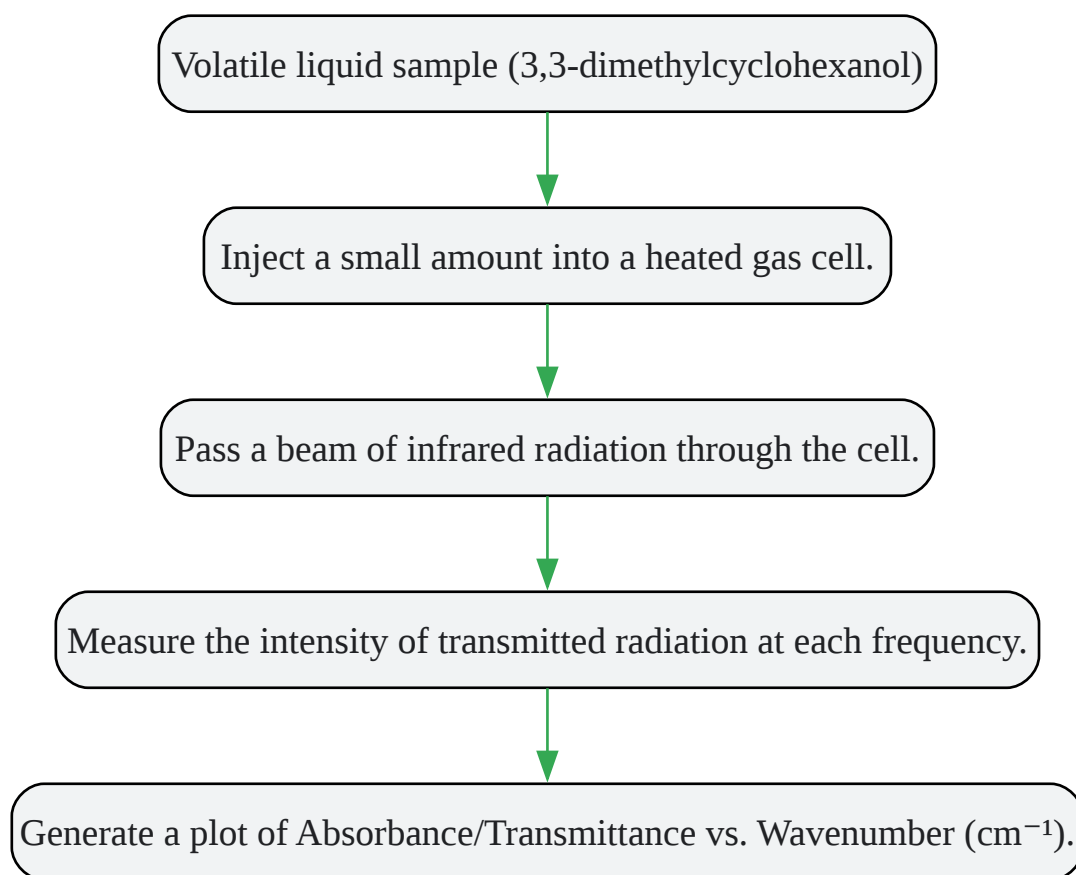 Volatile liquid sample (3,3-dimethylcyclohexanol)
Inject a small amount into a heated gas cell.
Pass a beam of infrared radiation through the cell.
Measure the intensity of transmitted radiation at each frequency.
Generate a plot of Absorbance/Transmittance vs. Wavenumber (cm⁻¹).